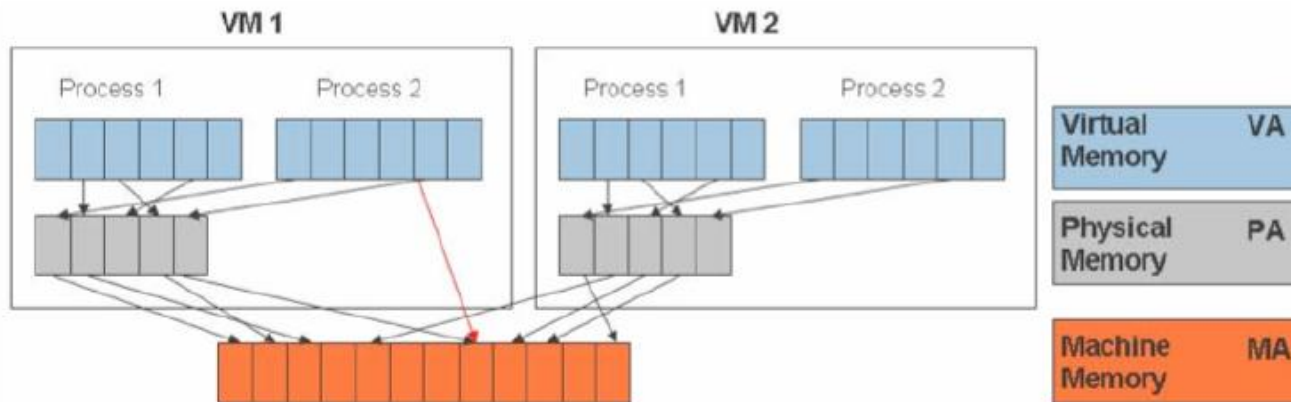 VM 1
VM 2
Process 1
Process 2
Process 1
Process 2
Virtual VA
Memory
Physical PA
Memory
Machine MA
Memory